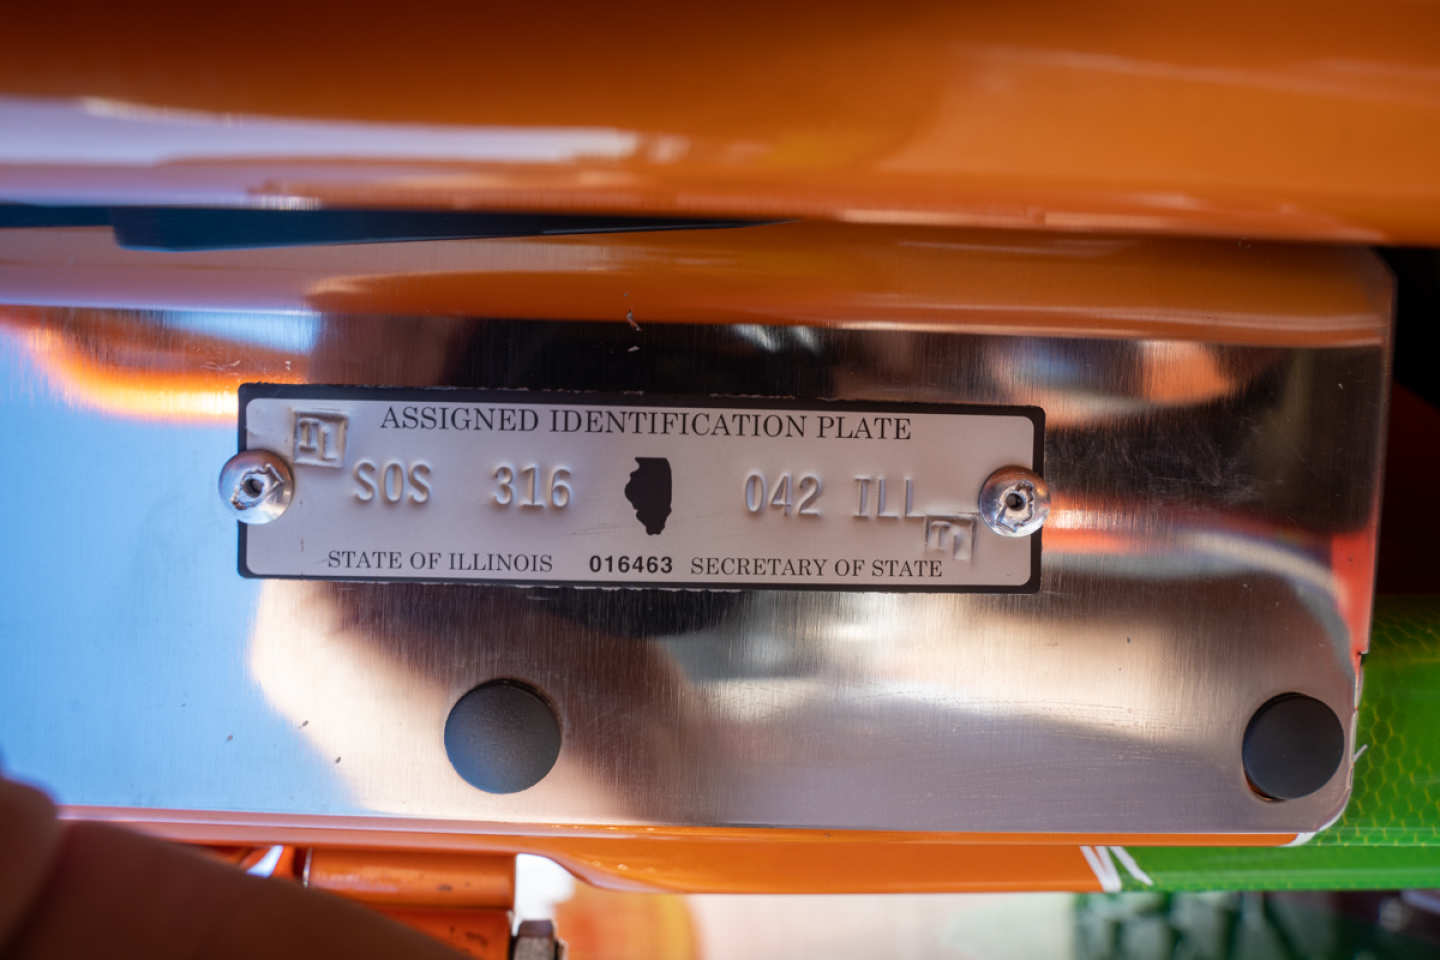 ASSIGNED IDENTIFICATION PLATE
SOS 316 042 ILL
STATE OF ILLINOIS 016463 SECRETARY OF STATE